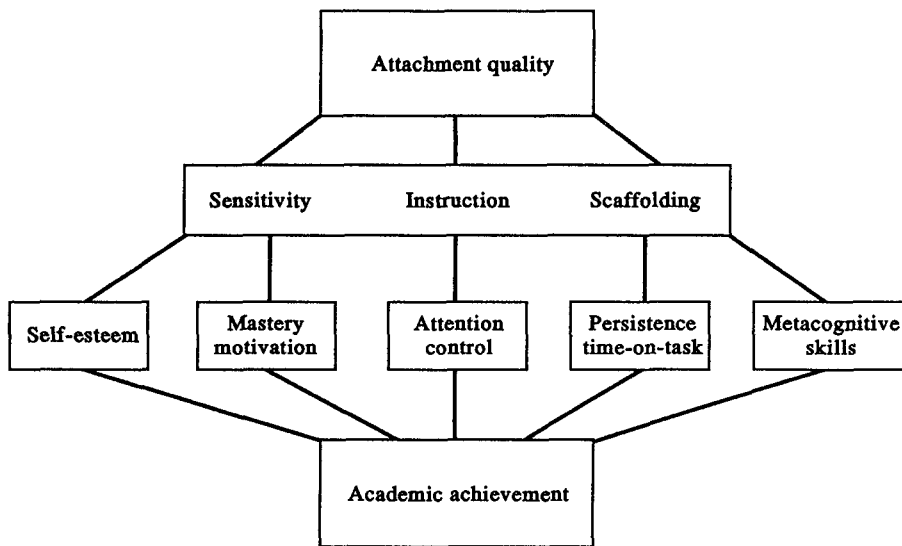 Attachment quality
Sensitivity Instruction Scaffolding
Self-esteem
Mastery
motivation
Attention
control
Persistence
time-on-task
Metacognitive
skills
Academic achievement